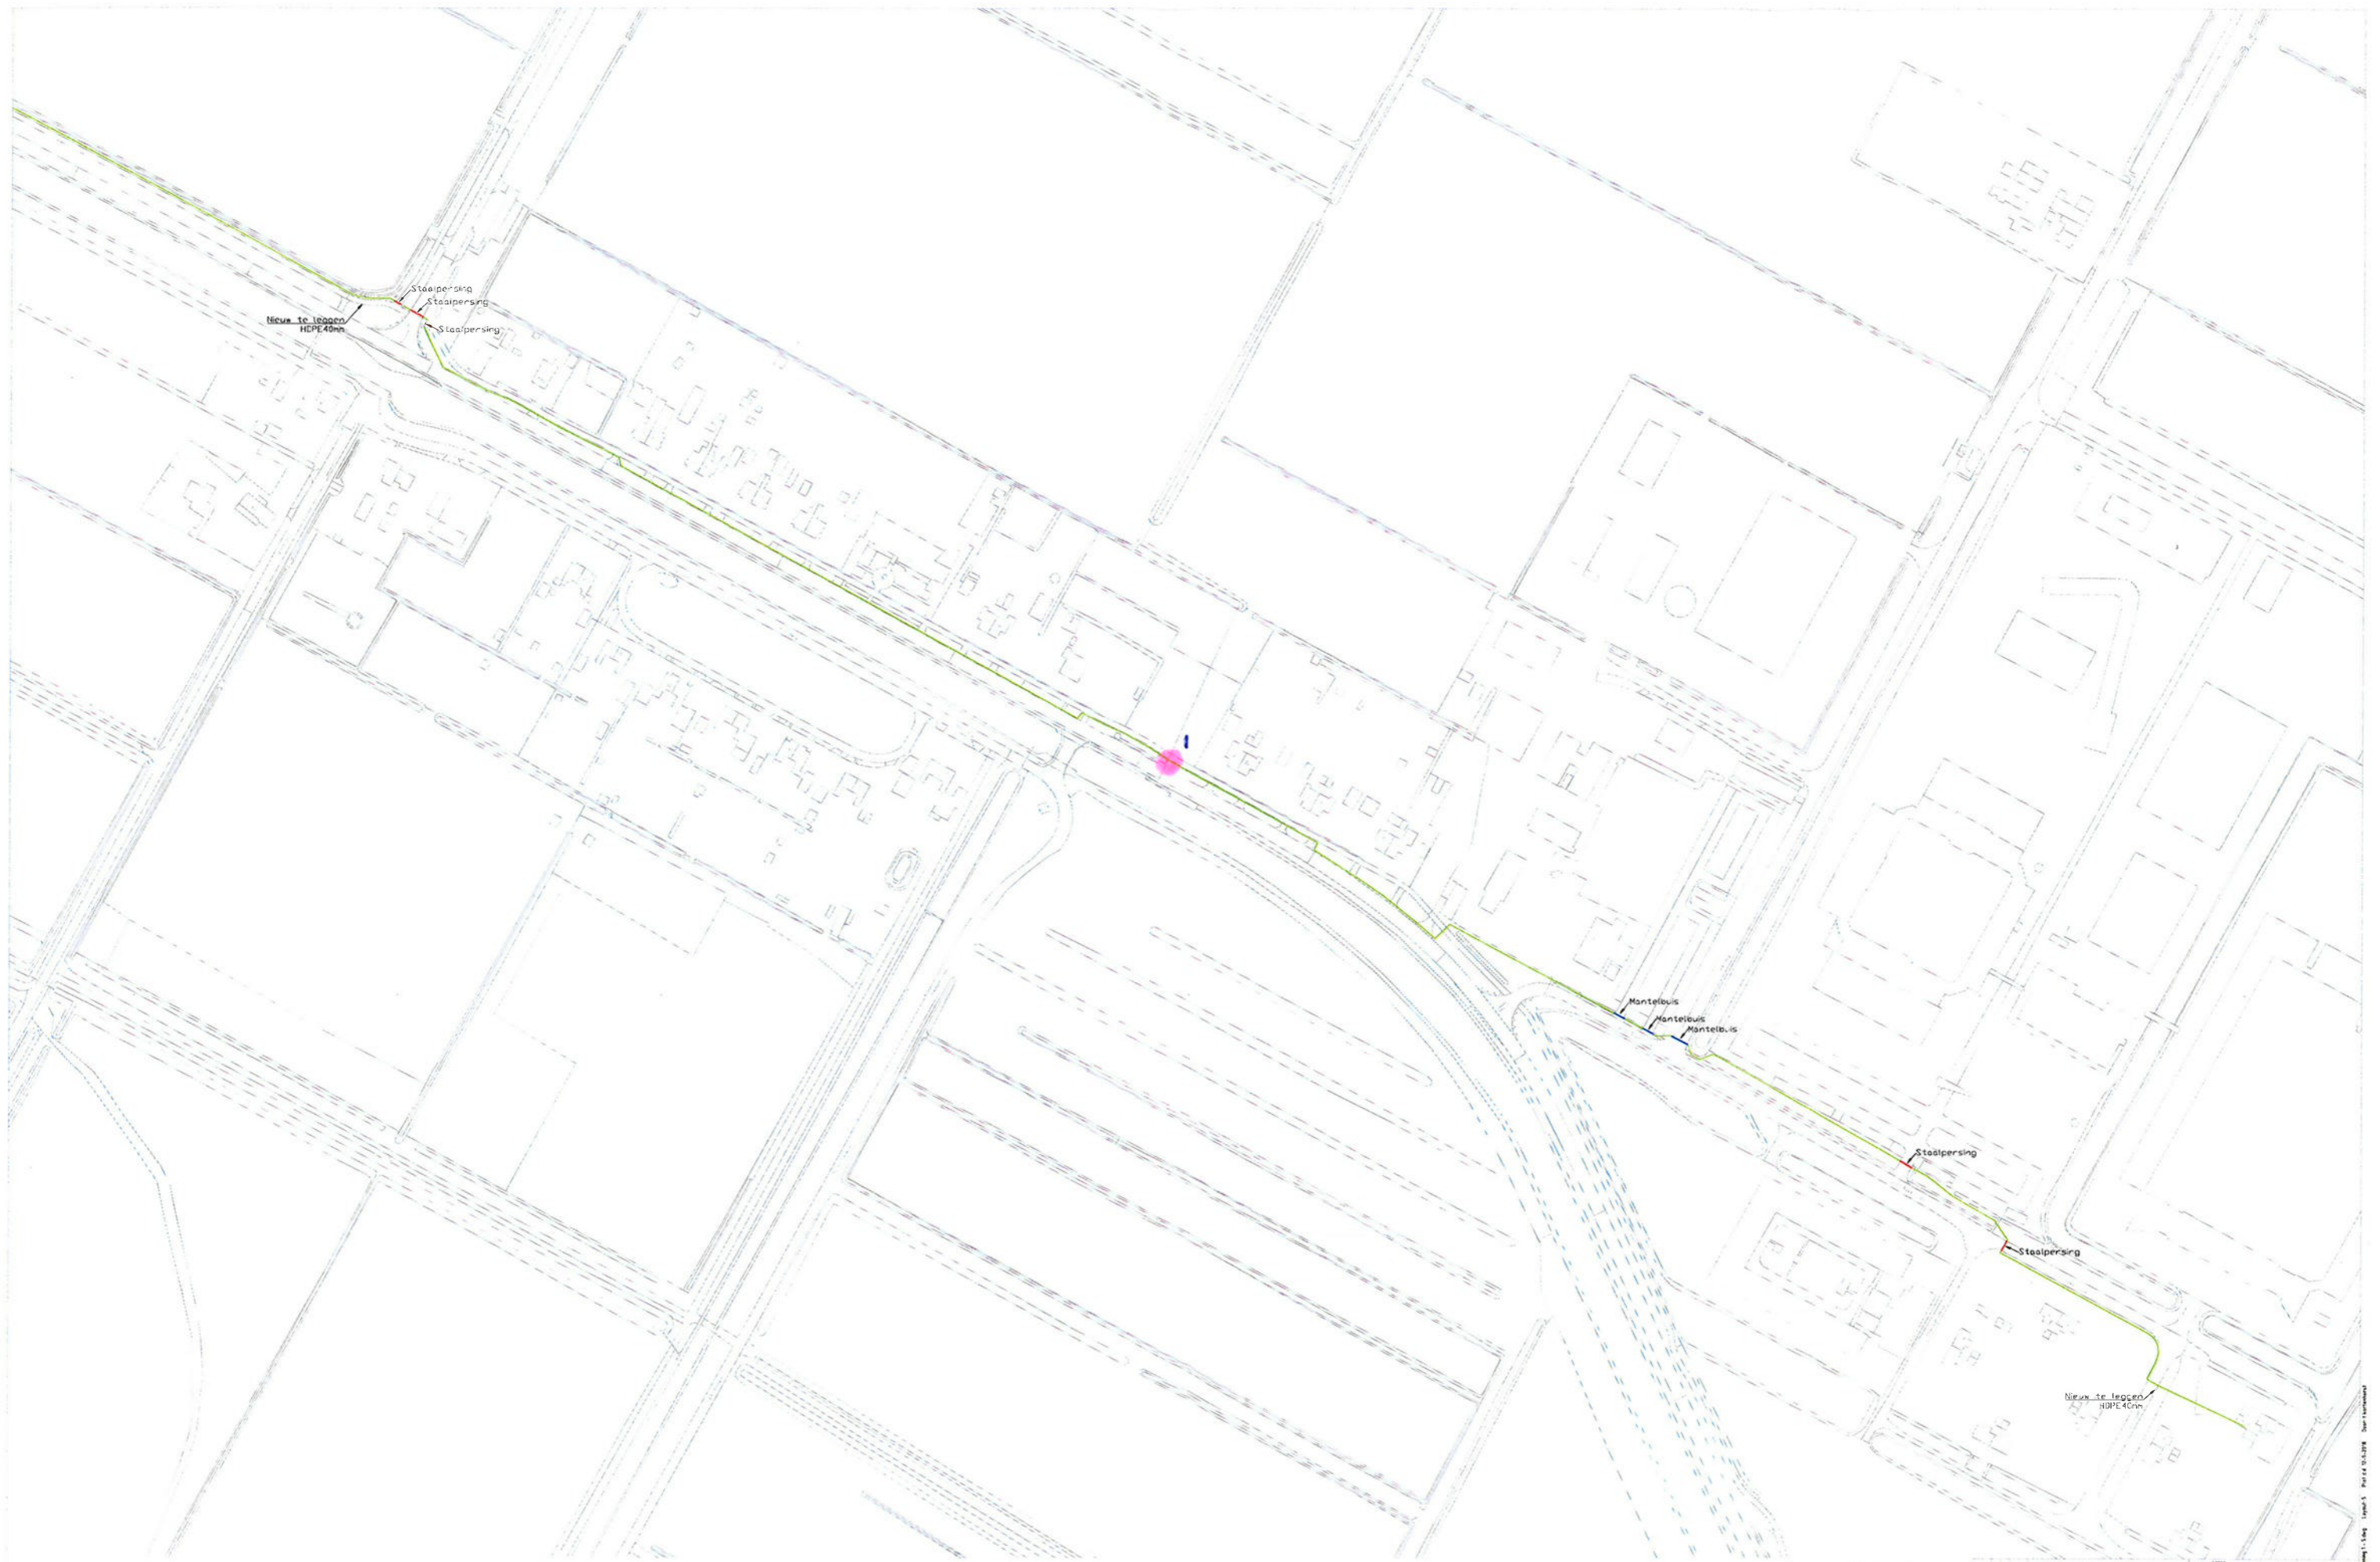 Staalpersing
Staalpersing
Nieuw te leggen
HDPE40mm
Staalpersing
Mantelbuis
Mantelbuis
Mantelbuis
Staalpersing
Staalpersing
Nieuw te leggen
HDPE40mm